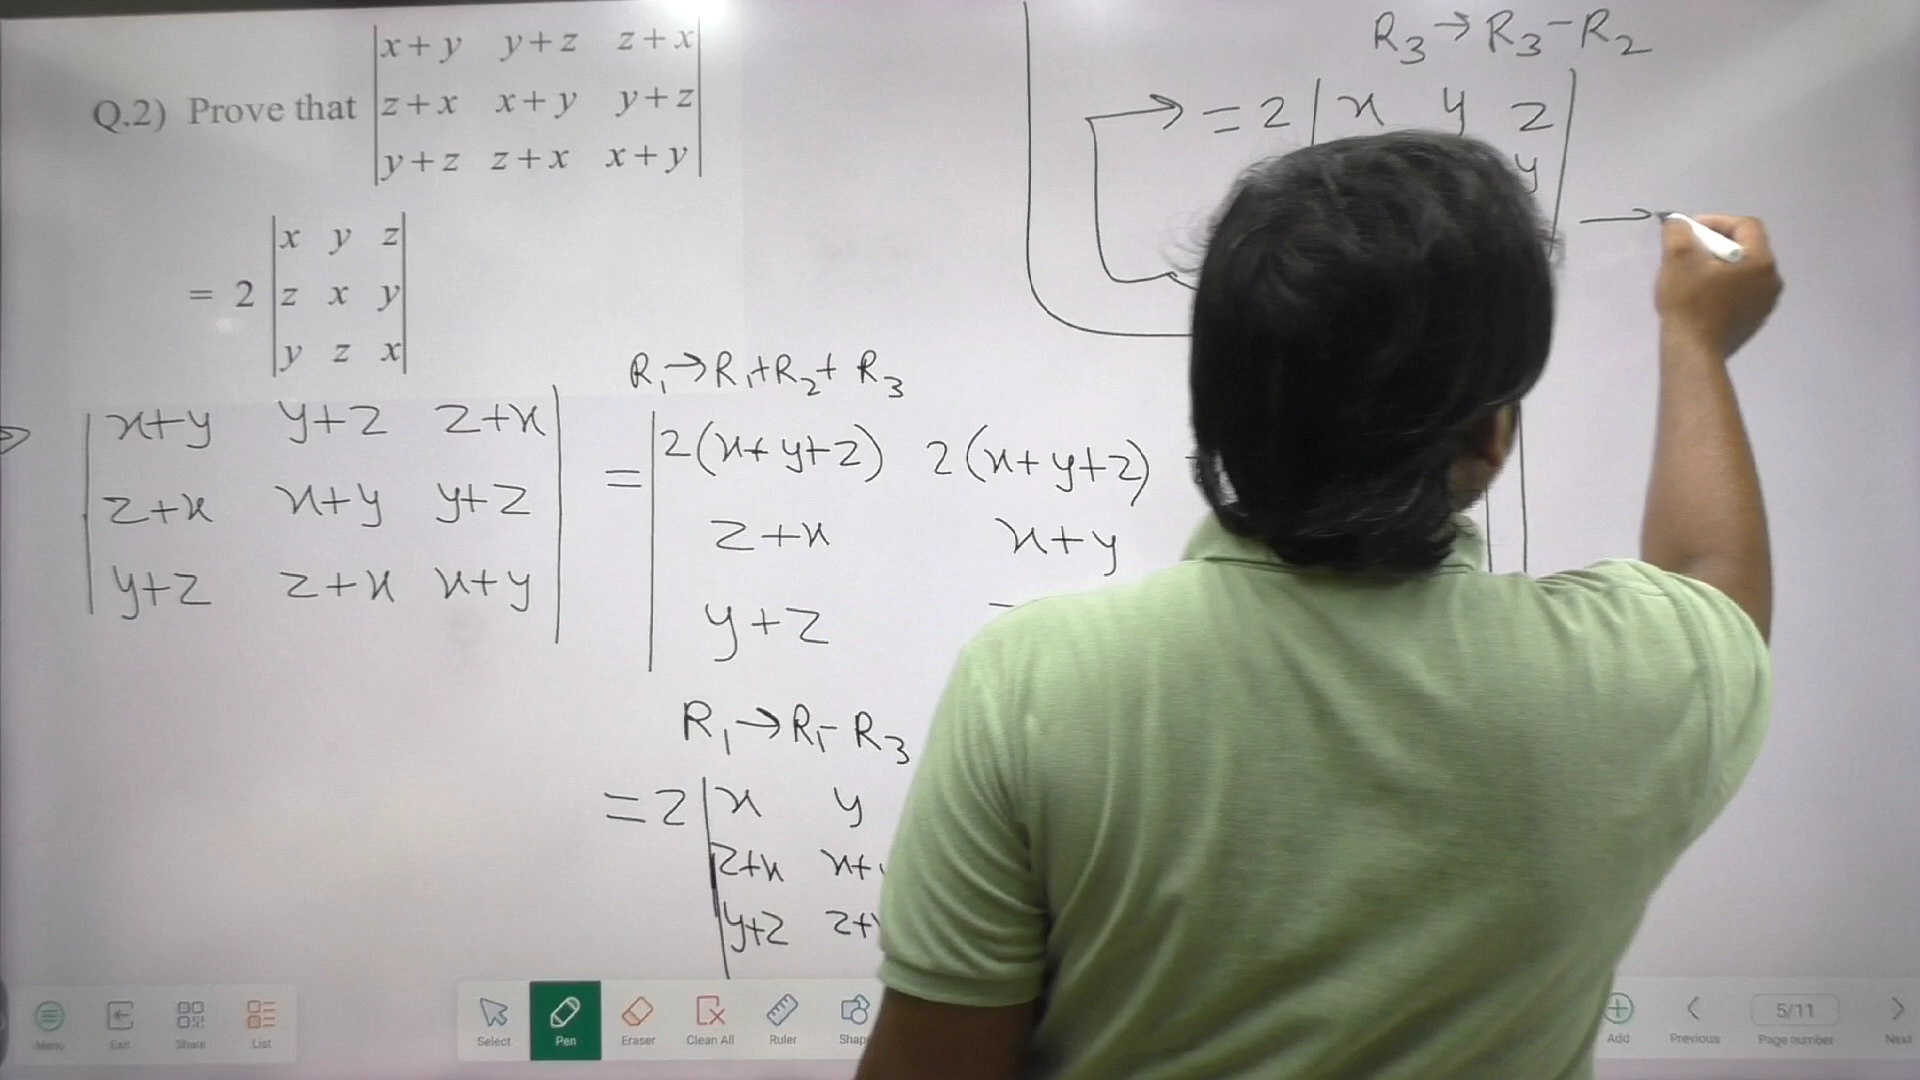 Q.2) Prove that
x+y y+z z+x
z+x x+y y+z
y+z z+x x+y
= 2
x y z
z x y
y z x
x+y y+z z+x
z+x x+y y+z
y+z z+x x+y
R₁→R₁+R₂+R₃
= 2(x+y+z) 2(x+y+z)
z+x x+y
y+z
R₁→R₁-R₃
=2 x y
z+x x+
y+z z+
R₃→R₃-R₂
→ =2 x y z
y
→
Menu Exit Share List
Select Pen Eraser Clean All Ruler
Add Previous 5/11 Page number Next